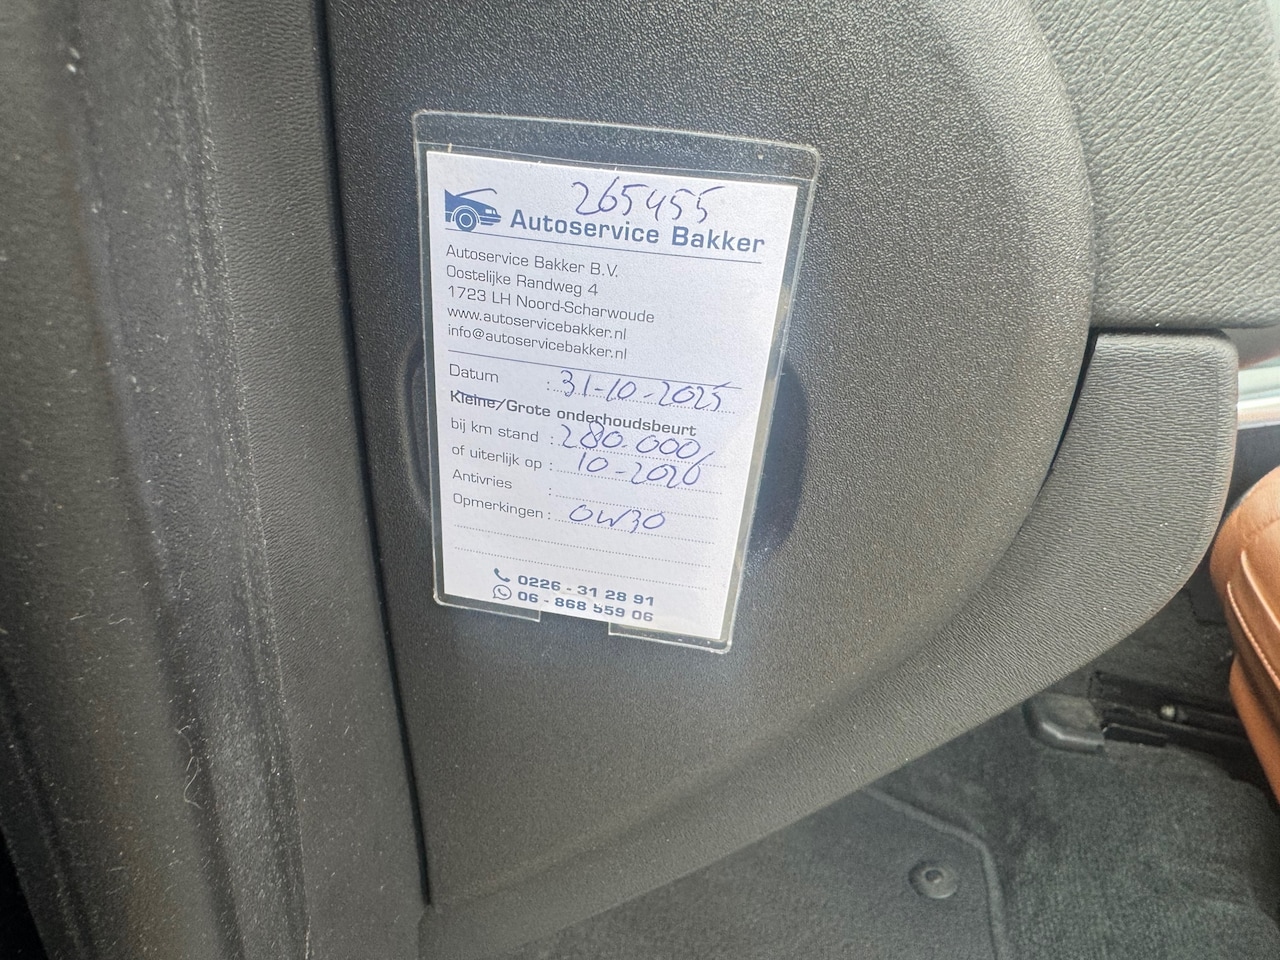 265455
Autoservice Bakker
Autoservice Bakker B.V.
Oostelijke Randweg 4
1723 LH Noord-Scharwoude
www.autoservicebakker.nl
info@autoservicebakker.nl
Datum : 31-10-2025
Kleine/Grote onderhoudsbeurt
bij km stand : 280.000,
of uiterlijk op : 10-2026
Antivries :
Opmerkingen : 0W30
0226 - 31 28 91
06 - 868 559 06